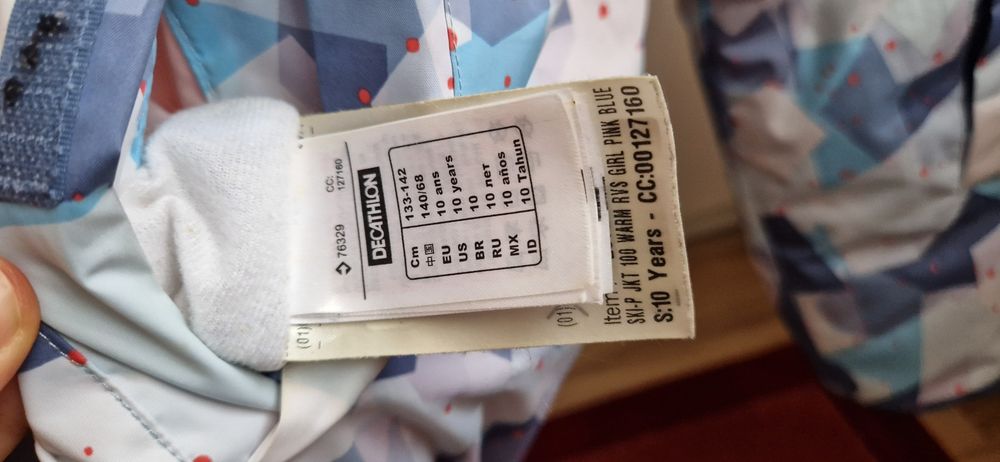 76329
CC:
127160
DECATHLON
Cm 133-142
中国 140/68
EU 10 ans
US 10 years
BR 10
RU 10 лет
MX 10 años
ID 10 Tahun
(01)
(01)
Item
SKI-P JKT 100 WARM RVS GIRL PINK BLUE
S:10 Years - CC:00127160